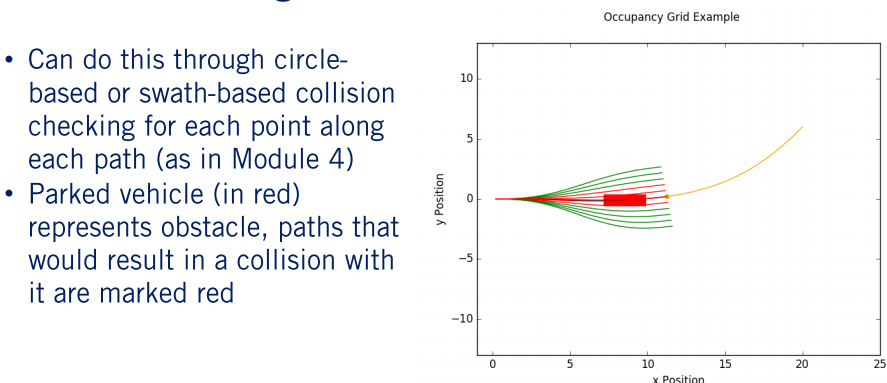 • Can do this through circle-
based or swath-based collision
checking for each point along
each path (as in Module 4)
• Parked vehicle (in red)
represents obstacle, paths that
would result in a collision with
it are marked red
Occupancy Grid Example
10
5
0
−5
−10
y Position
0 5 10 15 20 25
x Position